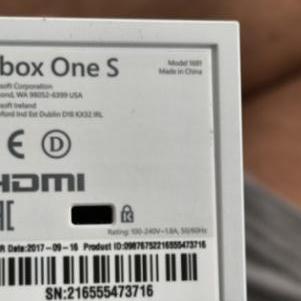 box One S
Model 1681
Made in China
soft Corporation
ond, WA 98052-6399 USA
soft Ireland
ford Ind Est Dublin D18 KX32 IRL
CE D
HDMI
Rating: 100-240V~1.8A, 50/60Hz
R Date:2017-09-16 Product ID:09876752216555473716
SN:216555473716